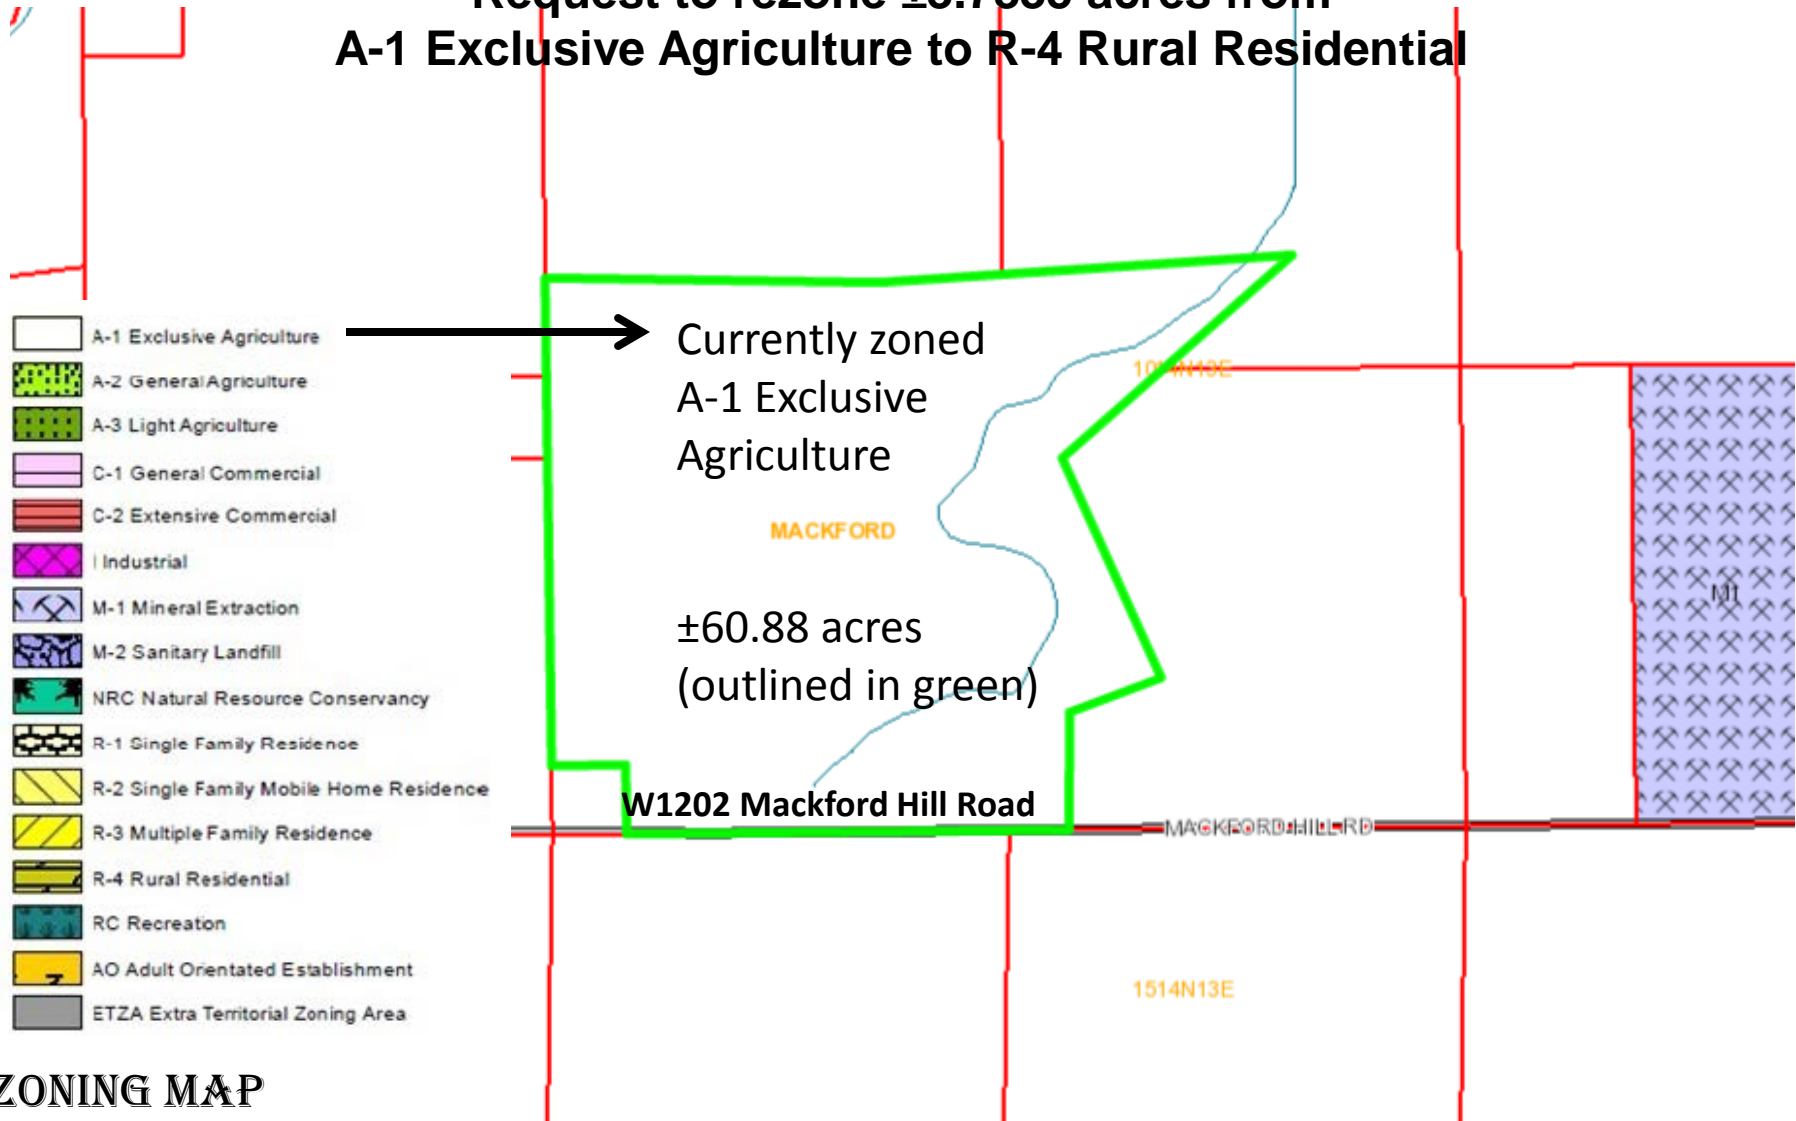 A-1 Exclusive Agriculture to R-4 Rural Residential
A-1 Exclusive Agriculture
A-2 General Agriculture
A-3 Light Agriculture
C-1 General Commercial
C-2 Extensive Commercial
I Industrial
M-1 Mineral Extraction
M-2 Sanitary Landfill
NRC Natural Resource Conservancy
R-1 Single Family Residence
R-2 Single Family Mobile Home Residence
R-3 Multiple Family Residence
R-4 Rural Residential
RC Recreation
AO Adult Orientated Establishment
ETZA Extra Territorial Zoning Area
ZONING MAP
Currently zoned
A-1 Exclusive
Agriculture
MACKFORD
±60.88 acres
(outlined in green)
W1202 Mackford Hill Road
MACKFORD HILL RD
M1
1514N13E